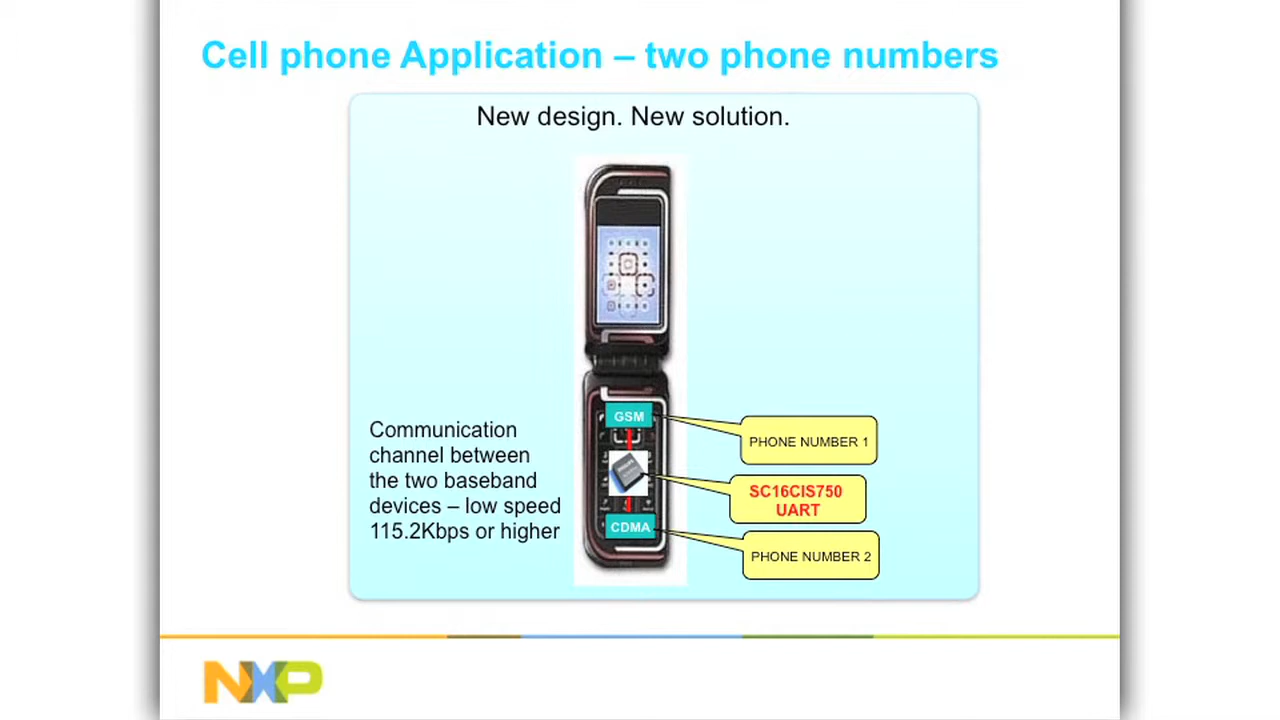 Cell phone Application – two phone numbers
New design. New solution.
Communication
channel between
the two baseband
devices – low speed
115.2Kbps or higher
GSM
PHONE NUMBER 1
SC16CIS750
UART
CDMA
PHONE NUMBER 2
NXP